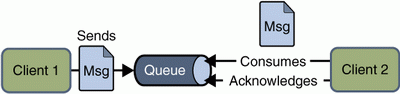 Msg
Sends
Consumes
Client 1
Msg
Queue
Client 2
Acknowledges